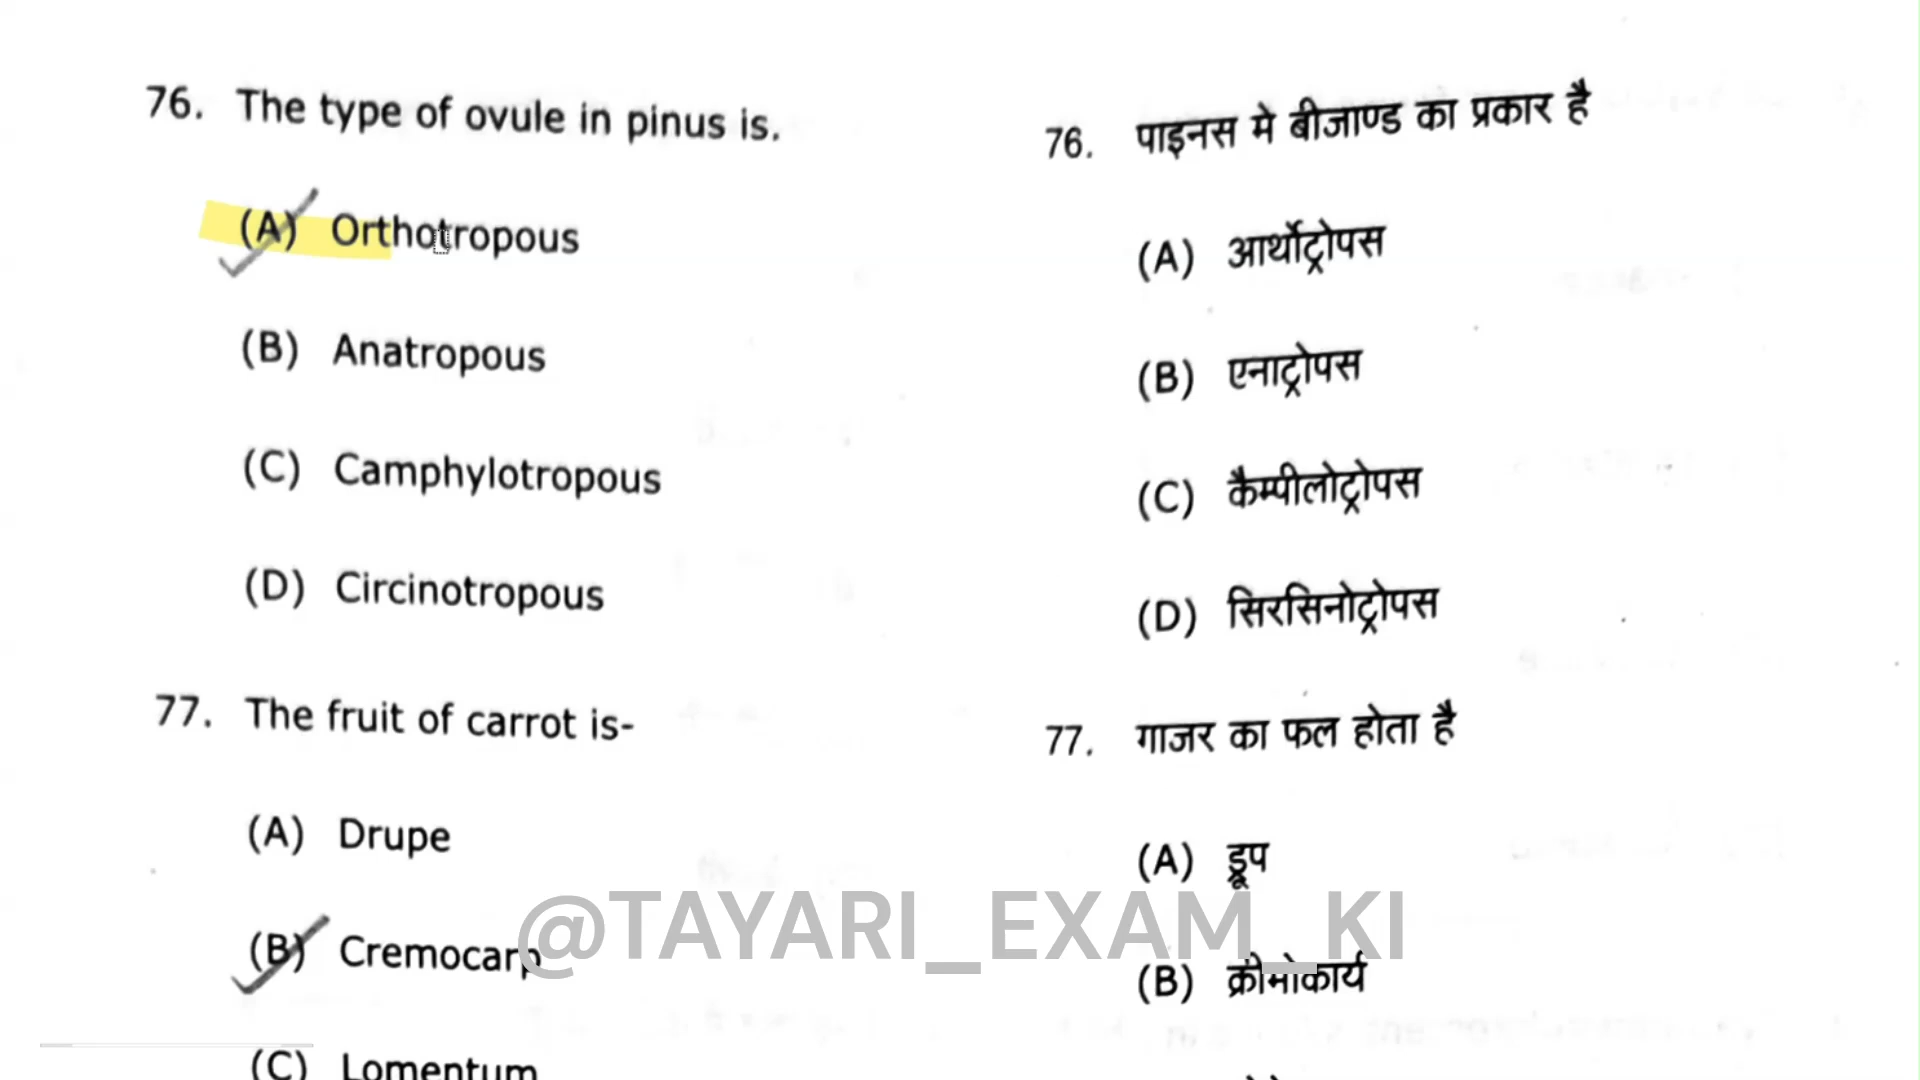 76. The type of ovule in pinus is.
(A) Orthotropous
(B) Anatropous
(C) Camphylotropous
(D) Circinotropous
77. The fruit of carrot is-
(A) Drupe
(B) Cremocarp
(C) Lomentum
76. पाइनस मे बीजाण्ड का प्रकार है
(A) आर्थोट्रोपस
(B) एनाट्रोपस
(C) कैम्पीलोट्रोपस
(D) सिरसिनोट्रोपस
77. गाजर का फल होता है
(A) ड्रूप
(B) क्रीमोकार्य
@TAYARI_EXAM_KI